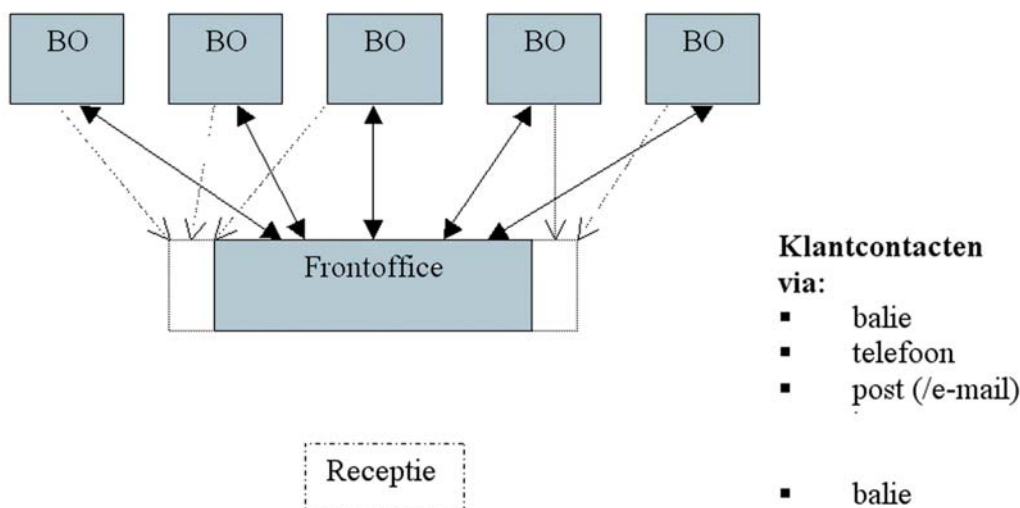 BO BO BO BO BO
Frontoffice
Klantcontacten
via:
▪ balie
▪ telefoon
▪ post (/e-mail)
Receptie
▪ balie